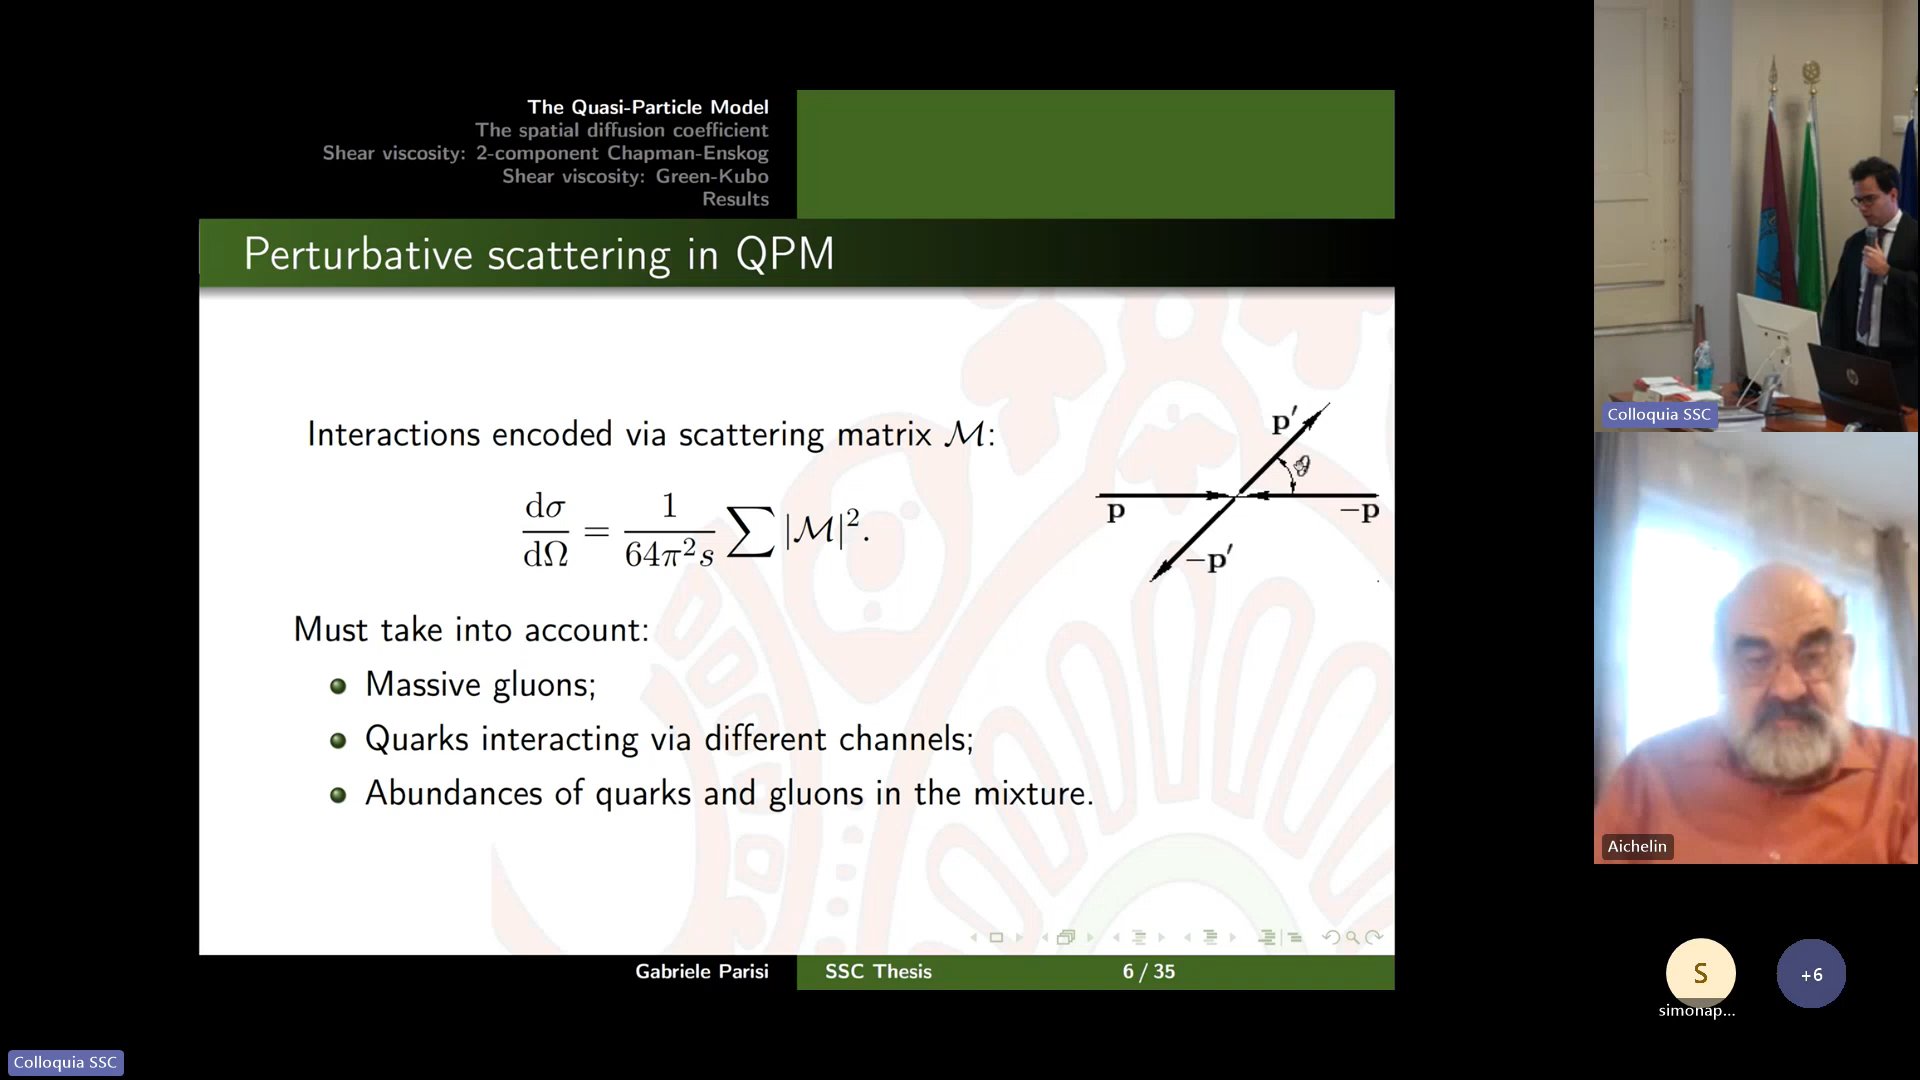 The Quasi-Particle Model
The spatial diffusion coefficient
Shear viscosity: 2-component Chapman-Enskog
Shear viscosity: Green-Kubo
Results
Perturbative scattering in QPM
Interactions encoded via scattering matrix ℳ:
dσ/dΩ = 1/(64π²s) ∑ |ℳ|².
p′
ϑ
p
−p
−p′
Must take into account:
Massive gluons;
Quarks interacting via different channels;
Abundances of quarks and gluons in the mixture.
Gabriele Parisi
SSC Thesis
6 / 35
Colloquia SSC
Aichelin
S
+6
simonap...
Colloquia SSC